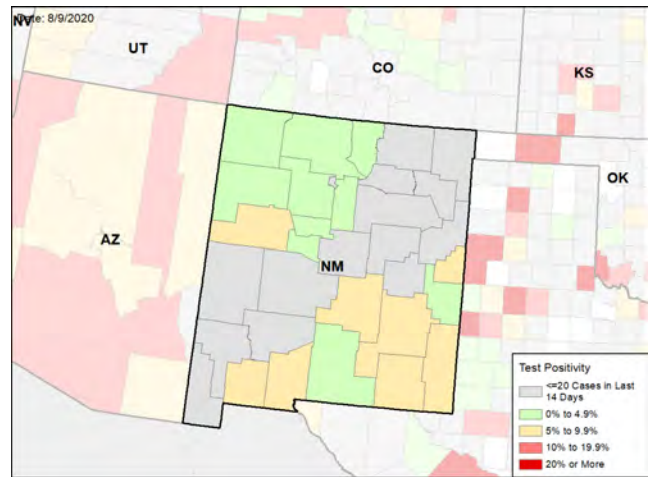 Date: 8/9/2020
NV
UT
CO
KS
OK
AZ
NM
Test Positivity
<=20 Cases in Last
14 Days
0% to 4.9%
5% to 9.9%
10% to 19.9%
20% or More